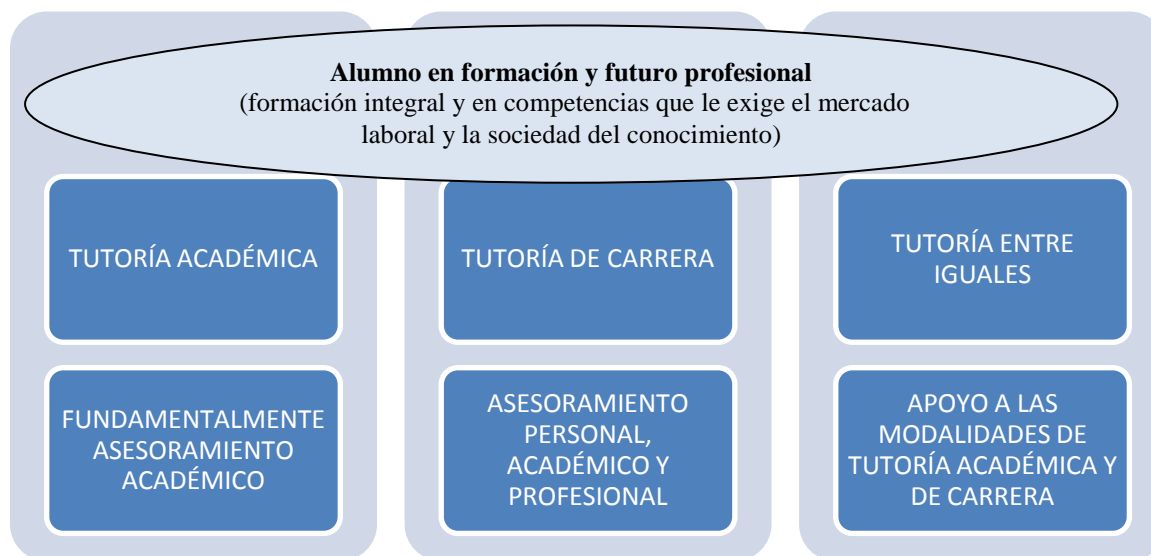 Alumno en formación y futuro profesional
(formación integral y en competencias que le exige el mercado
laboral y la sociedad del conocimiento)
TUTORÍA ACADÉMICA
FUNDAMENTALMENTE
ASESORAMIENTO
ACADÉMICO
TUTORÍA DE CARRERA
ASESORAMIENTO
PERSONAL,
ACADÉMICO Y
PROFESIONAL
TUTORÍA ENTRE
IGUALES
APOYO A LAS
MODALIDADES DE
TUTORÍA ACADÉMICA Y
DE CARRERA